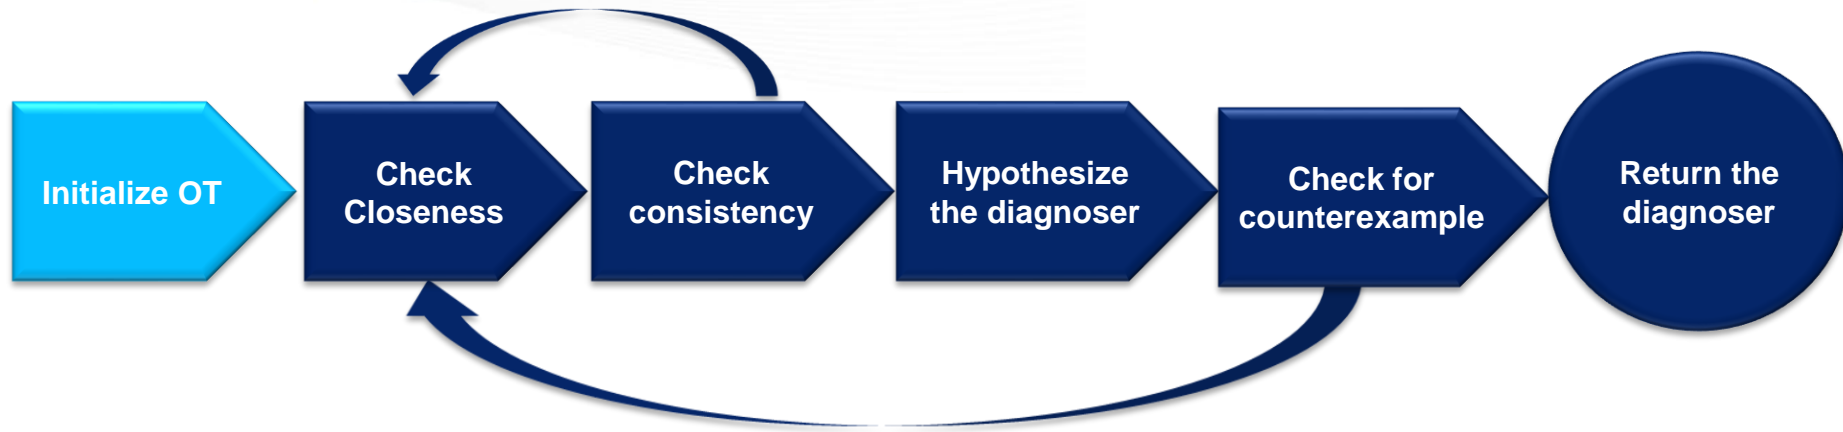 Initialize OT
Check
Closeness
Check
consistency
Hypothesize
the diagnoser
Check for
counterexample
Return the
diagnoser